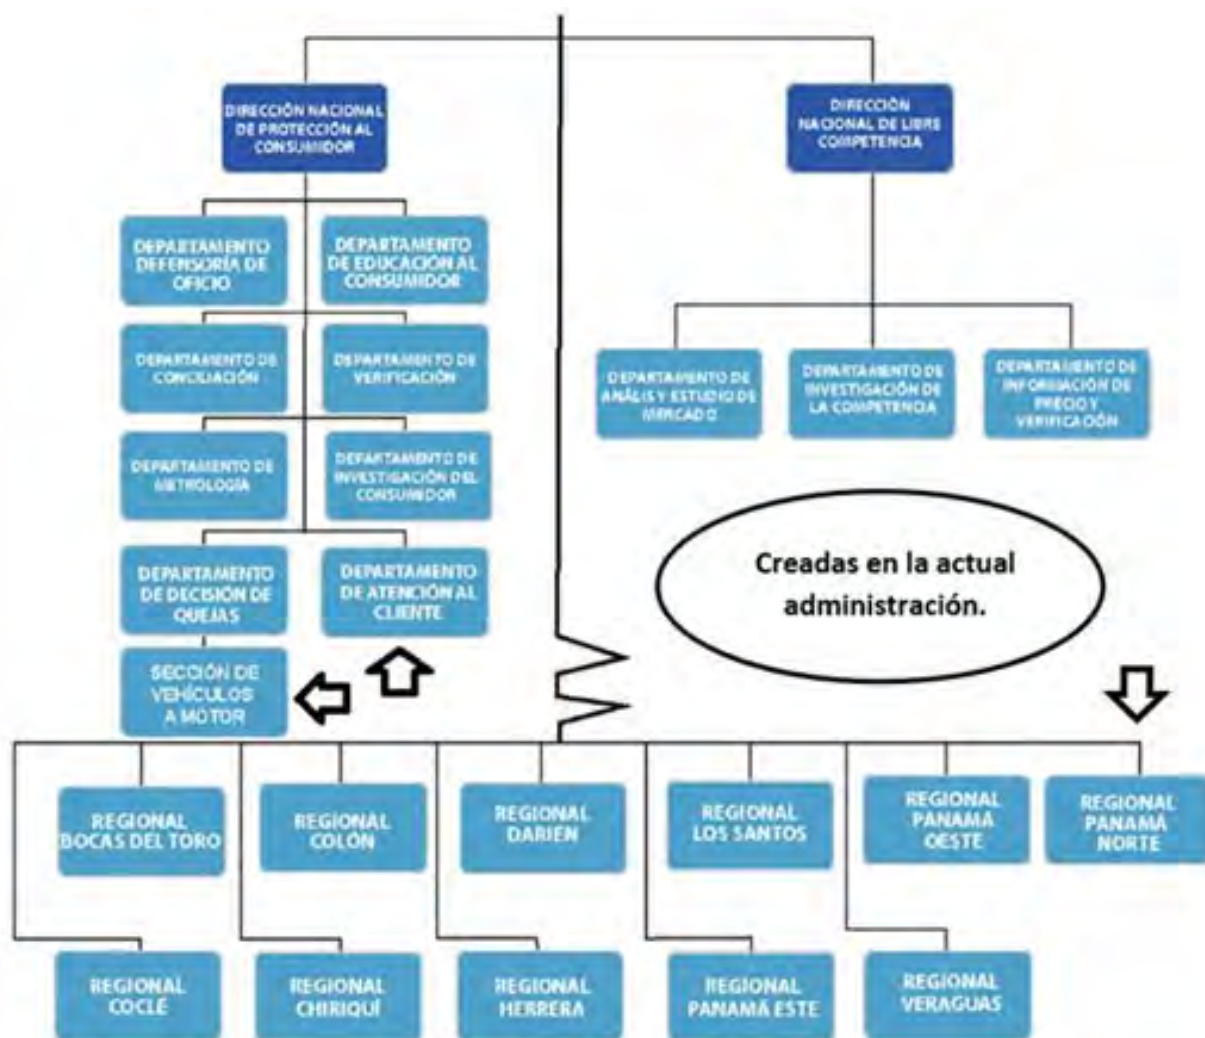 DIRECCIÓN NACIONAL
DE PROTECCIÓN AL
CONSUMIDOR
DIRECCIÓN
NACIONAL DE LIBRE
COMPETENCIA
DEPARTAMENTO
DEFENSORÍA DE
OFICIO
DEPARTAMENTO
DE EDUCACIÓN AL
CONSUMIDOR
DEPARTAMENTO DE
CONCILIACIÓN
DEPARTAMENTO DE
VERIFICACIÓN
DEPARTAMENTO DE
ANÁLIS Y ESTUDIO DE
MERCADO
DEPARTAMENTO DE
INVESTIGACIÓN DE
LA COMPETENCIA
DEPARTAMENTO DE
INFORMACIÓN DE
PRECIO Y
VERIFICACIÓN
DEPARTAMENTO DE
METROLOGÍA
DEPARTAMENTO DE
INVESTIGACIÓN DEL
CONSUMIDOR
DEPARTAMENTO
DE DECISIÓN DE
QUEJAS
DEPARTAMENTO
DE ATENCIÓN AL
CLIENTE
Creadas en la actual
administración.
SECCIÓN DE
VEHÍCULOS
A MOTOR
REGIONAL
BOCAS DEL TORO
REGIONAL
COLÓN
REGIONAL
DARIEN
REGIONAL
LOS SANTOS
REGIONAL
PANAMÁ
OESTE
REGIONAL
PANAMÁ
NORTE
REGIONAL
COCLÉ
REGIONAL
CHIRIQUÍ
REGIONAL
HERRERA
REGIONAL
PANAMÁ ESTE
REGIONAL
VERAGUAS